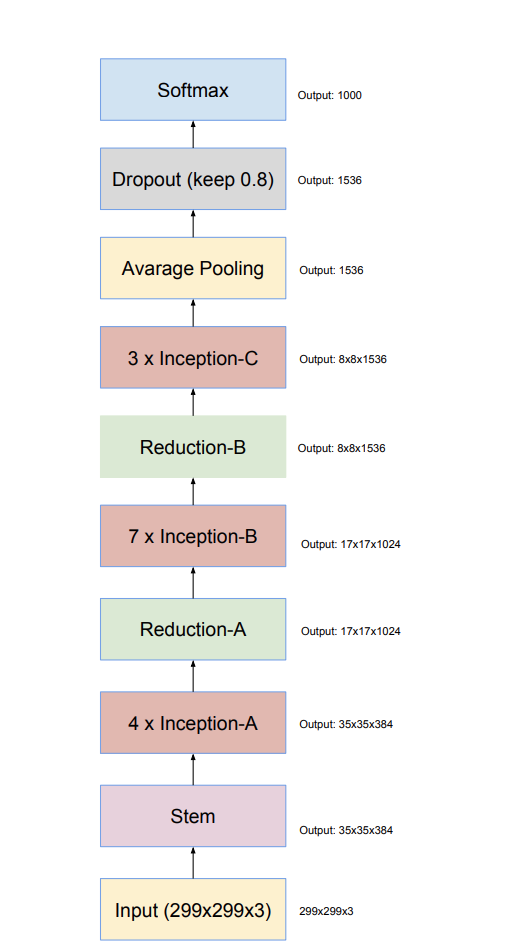 Softmax
Output: 1000
Dropout (keep 0.8)
Output: 1536
Avarage Pooling
Output: 1536
3 x Inception-C
Output: 8x8x1536
Reduction-B
Output: 8x8x1536
7 x Inception-B
Output: 17x17x1024
Reduction-A
Output: 17x17x1024
4 x Inception-A
Output: 35x35x384
Stem
Output: 35x35x384
Input (299x299x3)
299x299x3